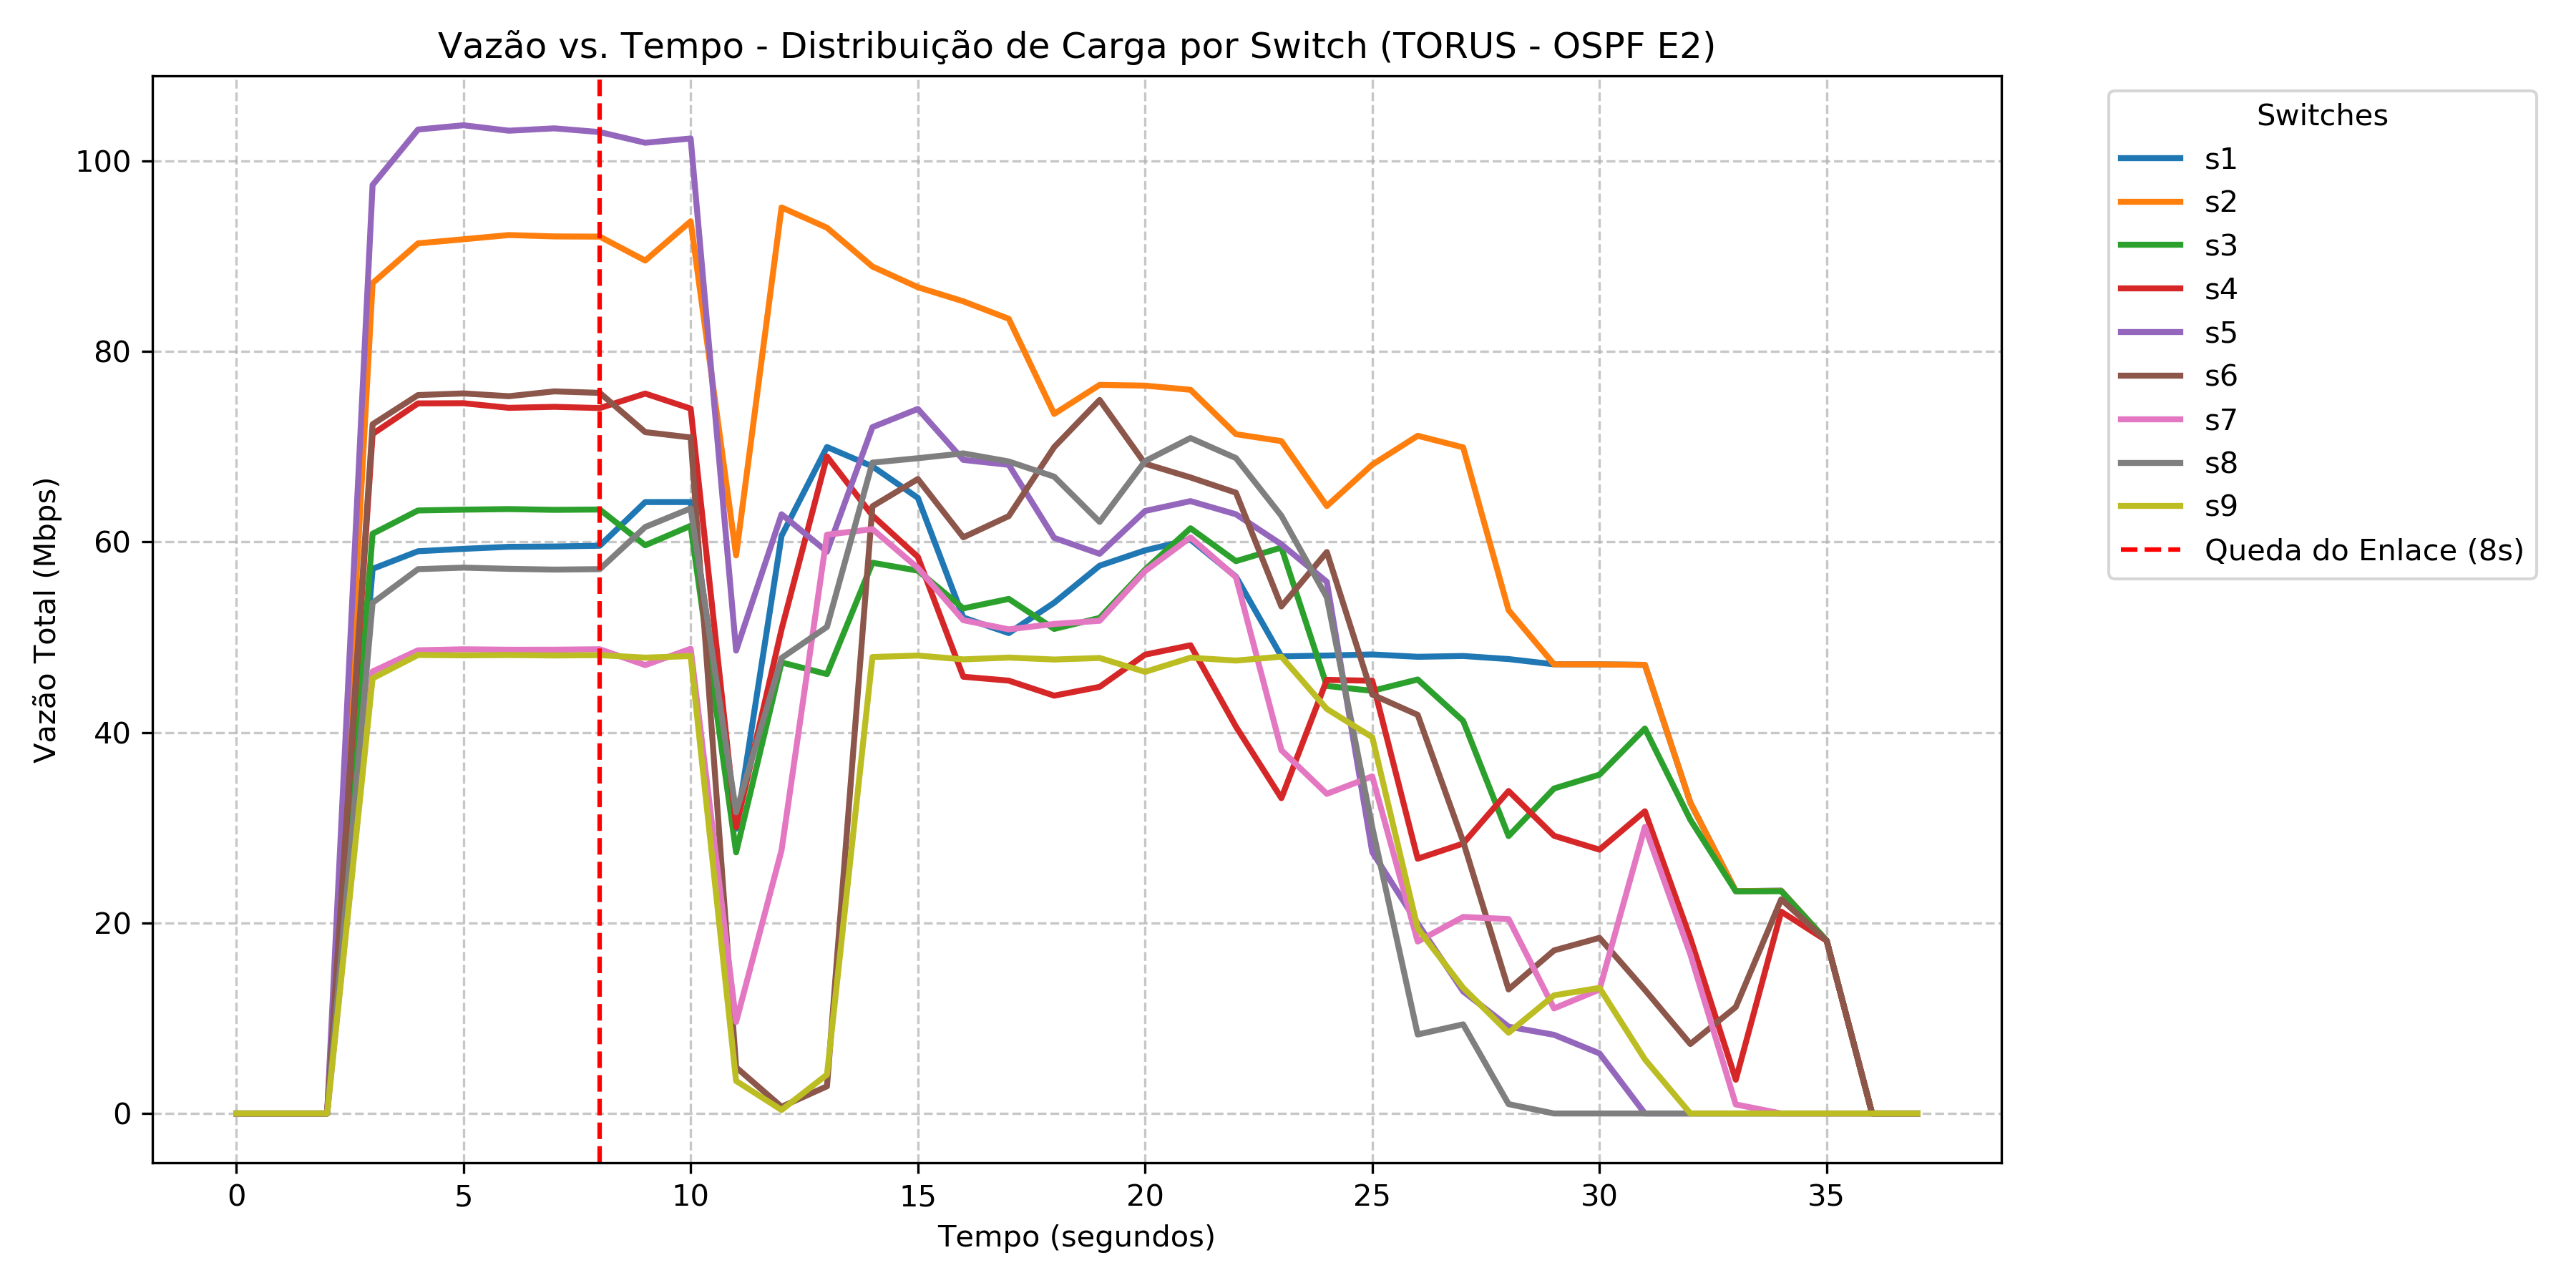 Vazão vs. Tempo - Distribuição de Carga por Switch (TORUS - OSPF E2)
Vazão Total (Mbps)
100
80
60
40
20
0
0 5 10 15 20 25 30 35
Tempo (segundos)
Switches
s1
s2
s3
s4
s5
s6
s7
s8
s9
Queda do Enlace (8s)